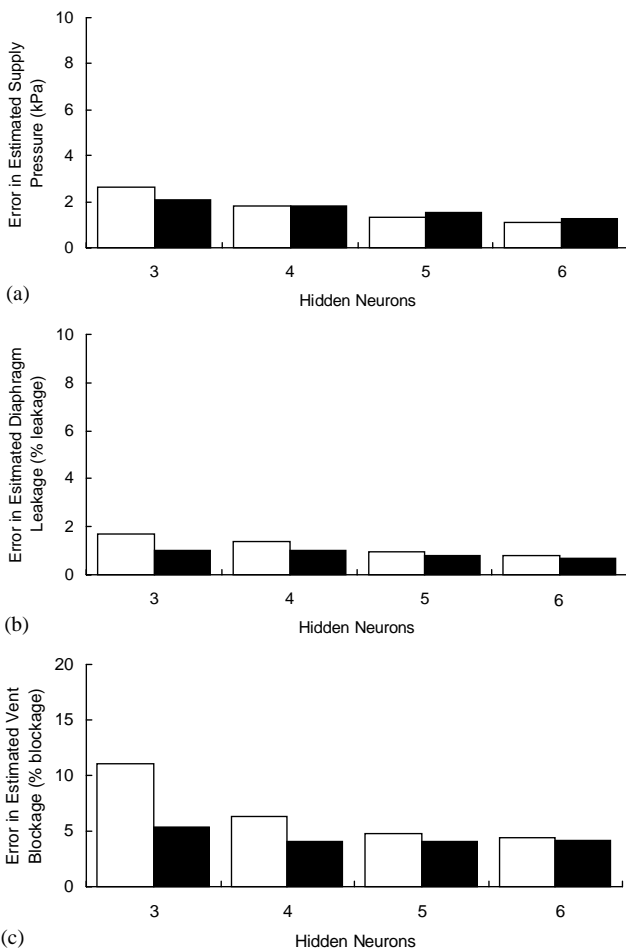 Error in Estimated Supply
Pressure (kPa)
10
8
6
4
2
0
3 4 5 6
Hidden Neurons
(a)
Error in Esitmated Diaphragm
Leakage (% leakage)
10
8
6
4
2
0
3 4 5 6
Hidden Neurons
(b)
Error in Estimated Vent
Blockage (% blockage)
20
15
10
5
0
3 4 5 6
Hidden Neurons
(c)